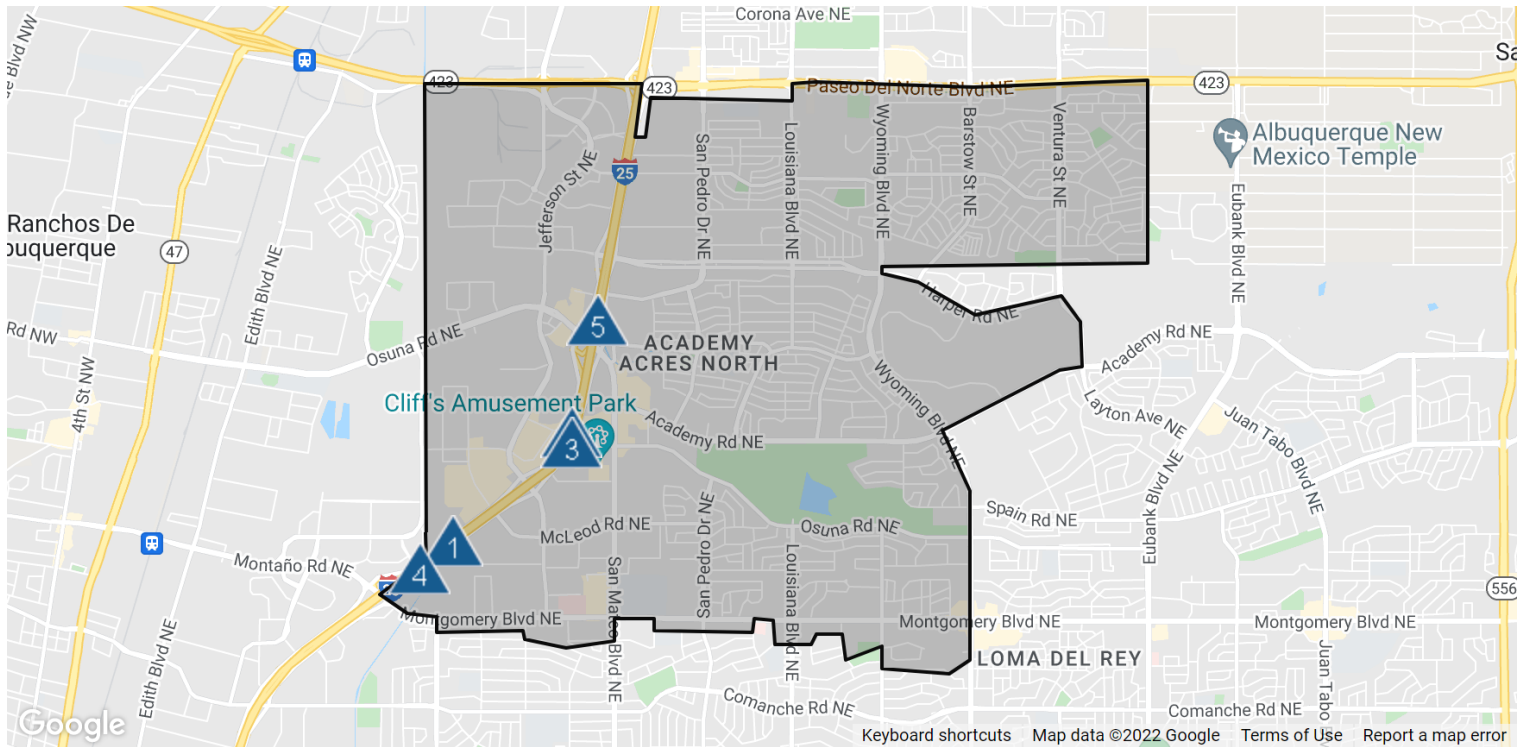 Corona Ave NE
e Blvd NW
Sa
423
423
Paseo Del Norte Blvd NE
423
Albuquerque New
Mexico Temple
Jefferson St NE
25
San Pedro Dr NE
Louisiana Blvd NE
Wyoming Blvd NE
Barstow St NE
Ventura St NE
Eubank Blvd NE
Ranchos De
buquerque
47
Edith Blvd NE
Harper Rd NE
Rd NW
Osuna Rd NE
5
ACADEMY
ACRES NORTH
Academy Rd NE
4th St NW
Cliff's Amusement Park
Wyoming Blvd NE
Layton Ave NE
Juan Tabo Blvd NE
Academy Rd NE
3
Eubank Blvd NE
Spain Rd NE
McLeod Rd NE
San Pedro Dr NE
Osuna Rd NE
1
Montaño Rd NE
4
San Mateo Blvd NE
Louisiana Blvd NE
556
Montgomery Blvd NE
Montgomery Blvd NE
Montgomery Blvd NE
Edith Blvd NE
LOMA DEL REY
Juan Tabo
Comanche Rd NE
Comanche Rd NE
Google
Keyboard shortcuts
Map data ©2022 Google
Terms of Use
Report a map error